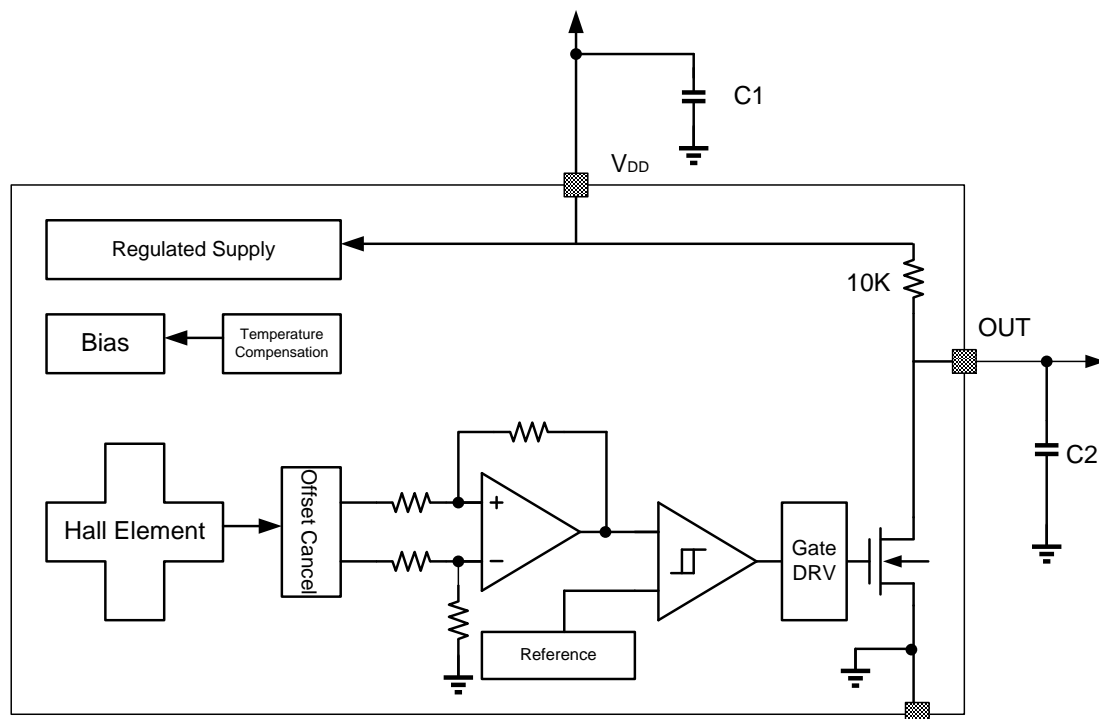 C1
VDD
Regulated Supply
10K
OUT
Bias
Temperature
Compensation
C2
Hall Element
Offset Cancel
+
−
Gate
DRV
Reference